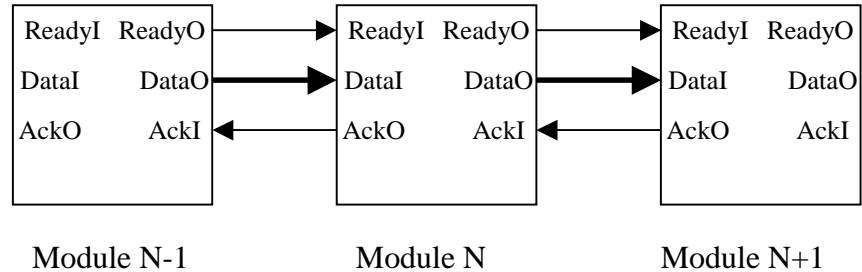 ReadyI ReadyO ReadyI ReadyO ReadyI ReadyO
DataI DataO DataI DataO DataI DataO
AckO AckI AckO AckI AckO AckI
Module N-1 Module N Module N+1